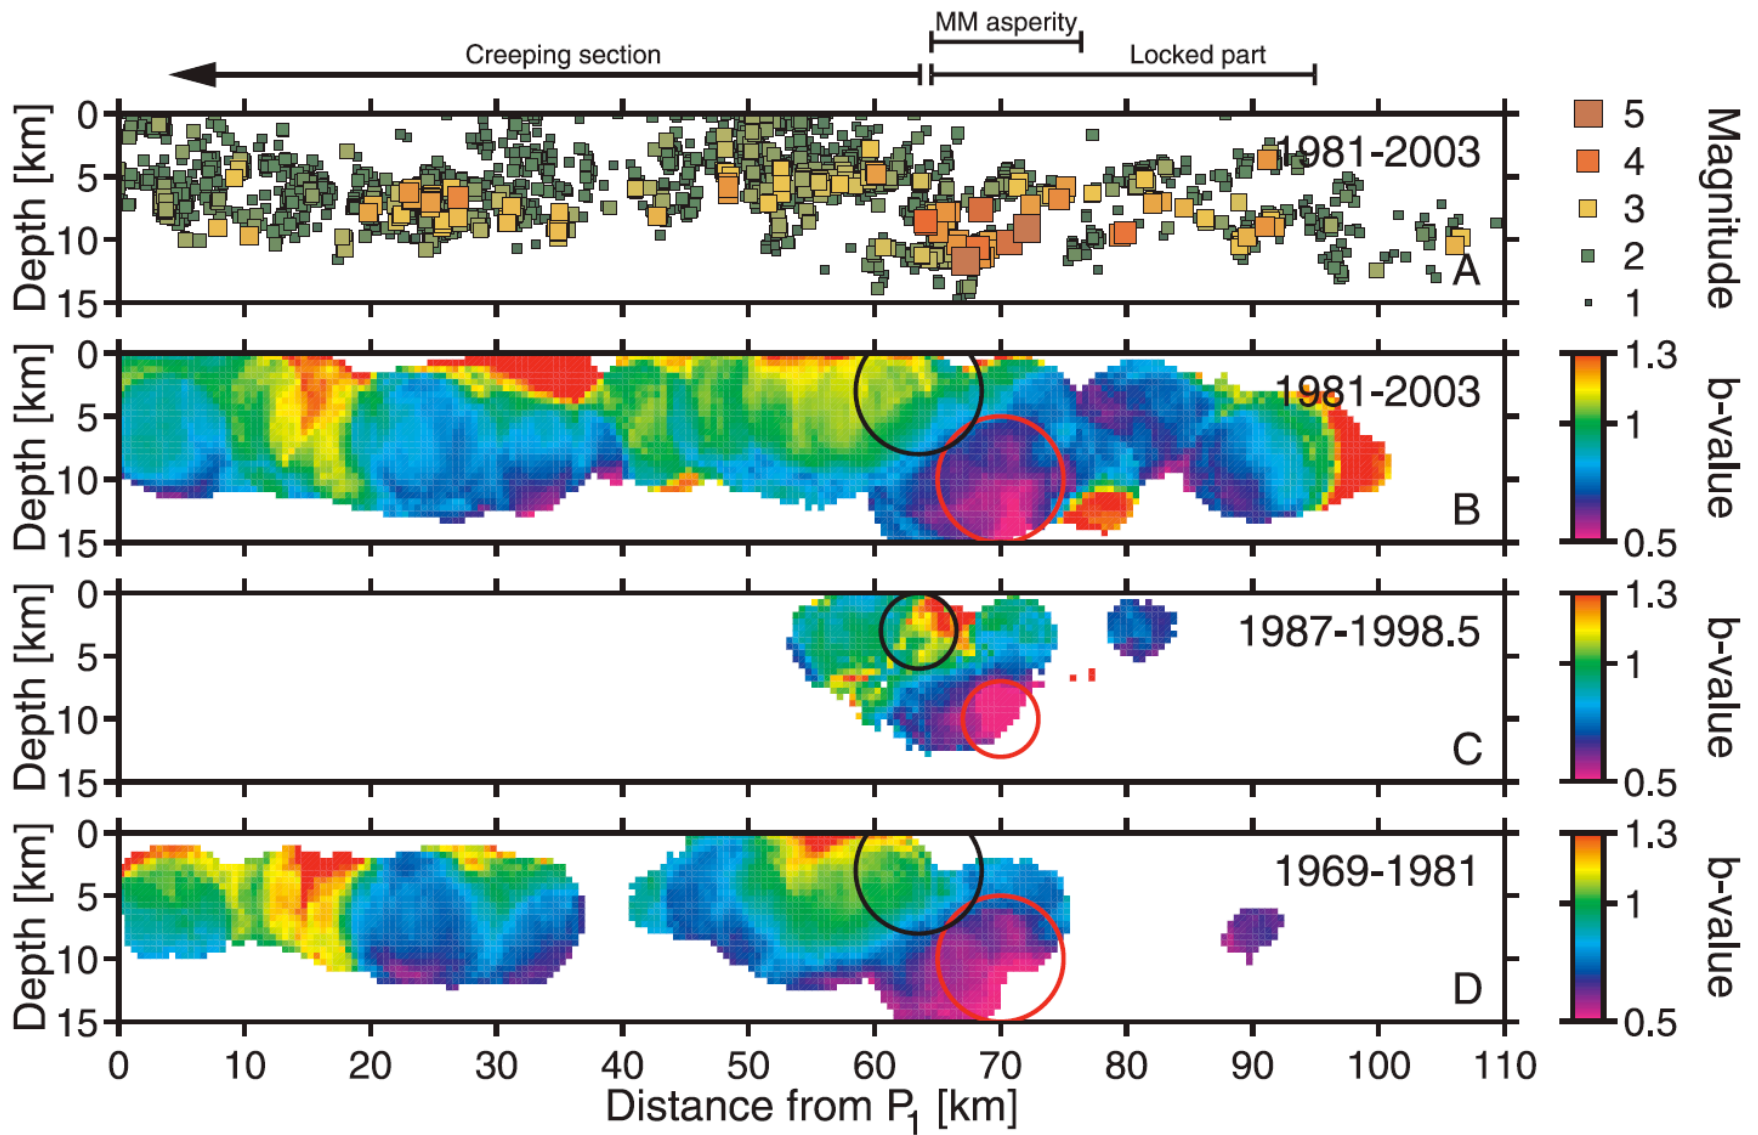 MM asperity
Creeping section
Locked part
0
5
10
15
Depth [km]
1981-2003
A
5
4
3
2
1
Magnitude
0
5
10
15
Depth [km]
1981-2003
B
1.3
1
0.5
b-value
0
5
10
15
Depth [km]
1987-1998.5
C
1.3
1
0.5
b-value
0
5
10
15
Depth [km]
1969-1981
D
1.3
1
0.5
b-value
0 10 20 30 40 50 60 70 80 90 100 110
Distance from P1 [km]